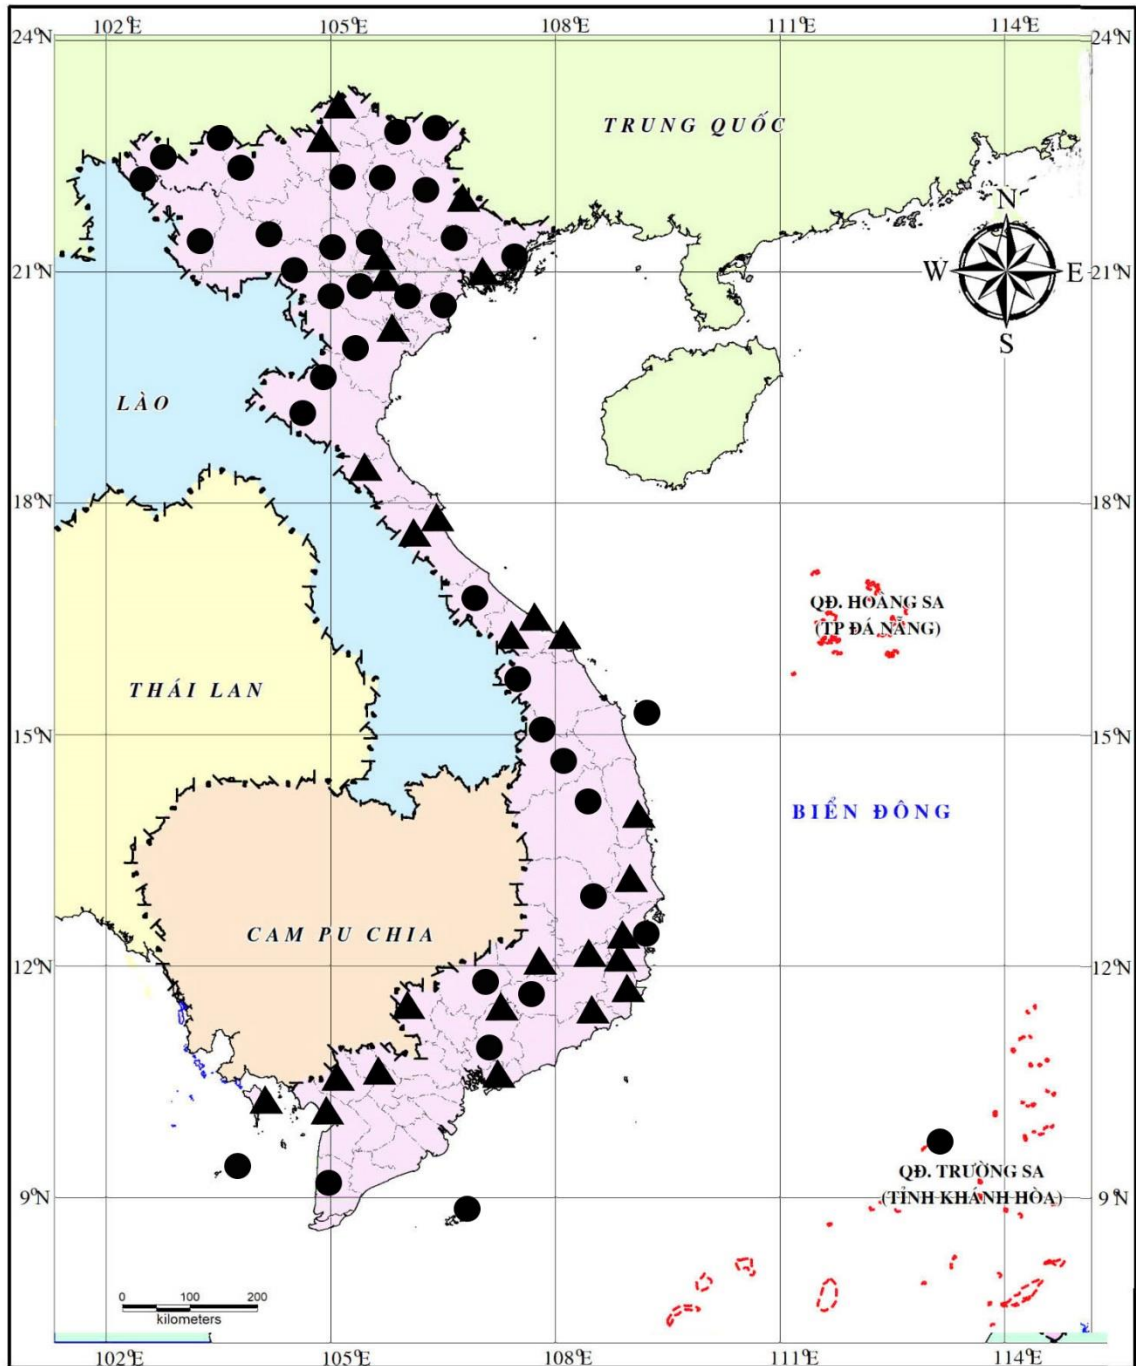 102°E 105°E 108°E 111°E 114°E
24°N 24°N
TRUNG QUỐC
N
21°N W E 21°N
S
LÀO
18°N 18°N
QĐ. HOÀNG SA
(TP ĐÁ NẴNG)
THÁI LAN
15°N 15°N
BIỂN ĐÔNG
CAM PU CHIA
12°N 12°N
QĐ. TRƯỜNG SA
(TỈNH KHÁNH HÒA)
9°N 9°N
0 100 200
kilometers
102°E 105°E 108°E 111°E 114°E